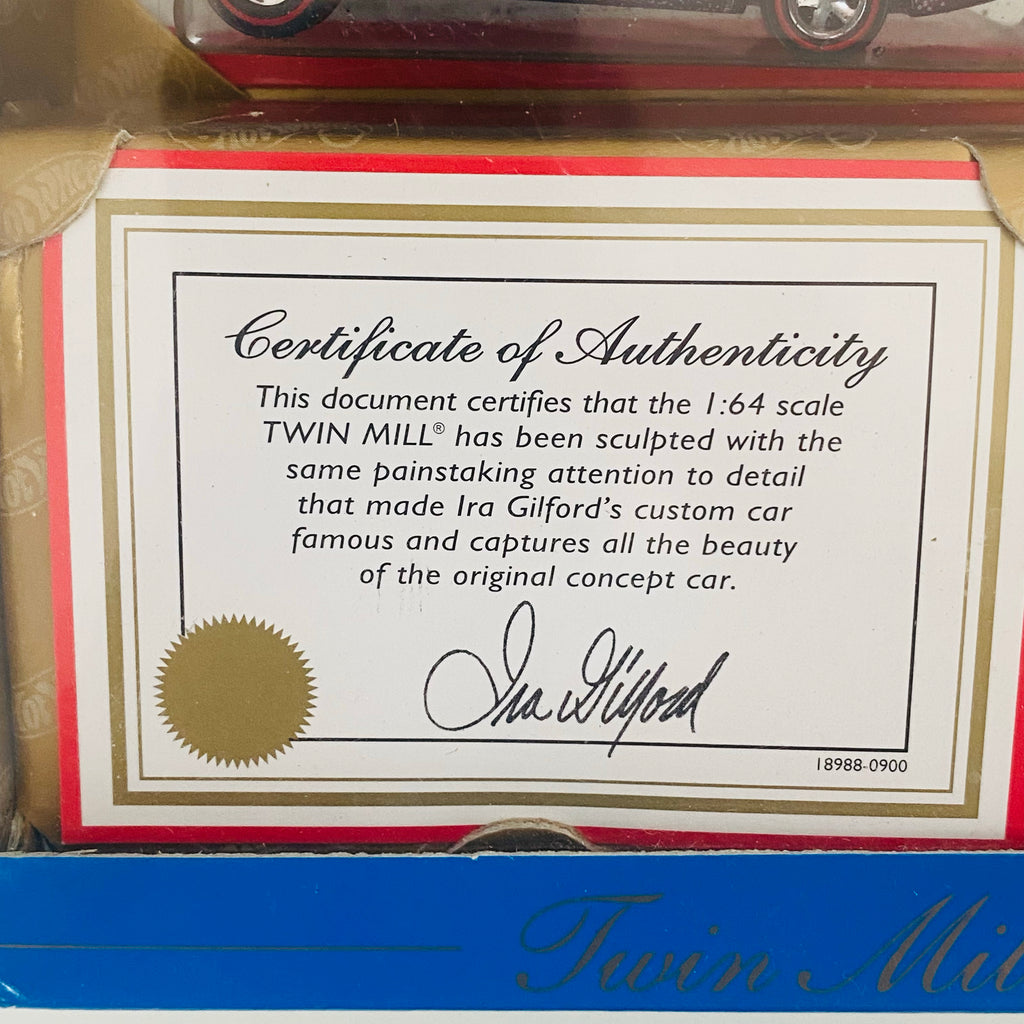 Certificate of Authenticity
This document certifies that the 1:64 scale
TWIN MILL® has been sculpted with the
same painstaking attention to detail
that made Ira Gilford's custom car
famous and captures all the beauty
of the original concept car.
Ira Gilford
18988-0900
Twin Mil